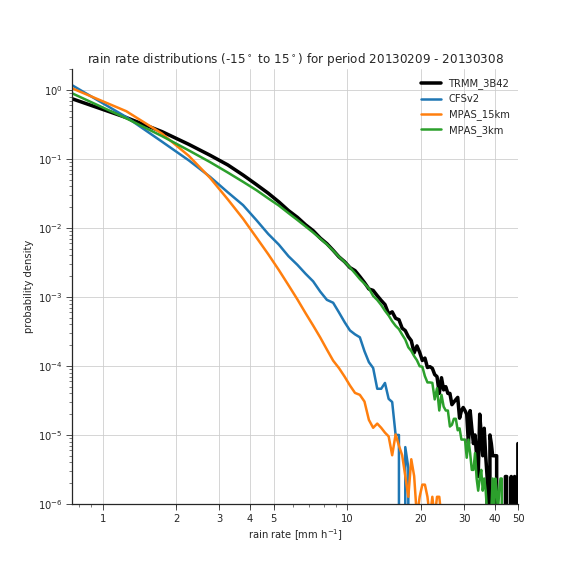 rain rate distributions (-15° to 15°) for period 20130209 - 20130308
TRMM_3B42
CFSv2
MPAS_15km
MPAS_3km
probability density
10⁰
10⁻¹
10⁻²
10⁻³
10⁻⁴
10⁻⁵
10⁻⁶
1 2 3 4 5 10 20 30 40 50
rain rate [mm h⁻¹]